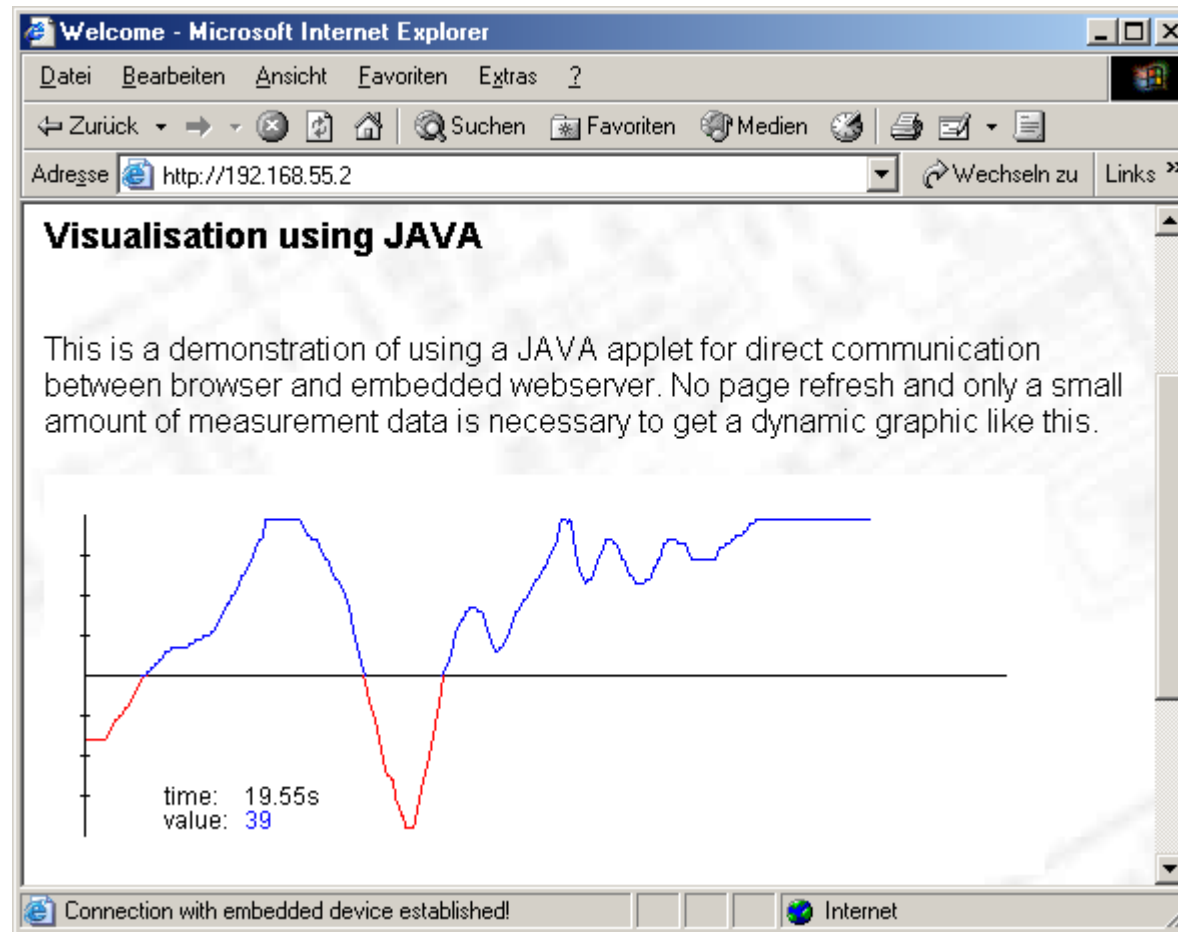 Welcome - Microsoft Internet Explorer
Datei Bearbeiten Ansicht Favoriten Extras ?
Zurück Suchen Favoriten Medien
Adresse http://192.168.55.2 Wechseln zu Links »
Visualisation using JAVA
This is a demonstration of using a JAVA applet for direct communication
between browser and embedded webserver. No page refresh and only a small
amount of measurement data is necessary to get a dynamic graphic like this.
time: 19.55s
value: 39
Connection with embedded device established! Internet